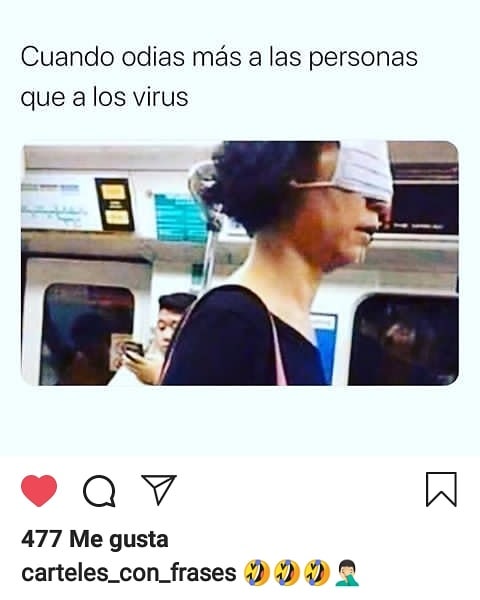 Cuando odias más a las personas
que a los virus
477 Me gusta
carteles_con_frases 🤣🤣🤣🤦🏻‍♂️